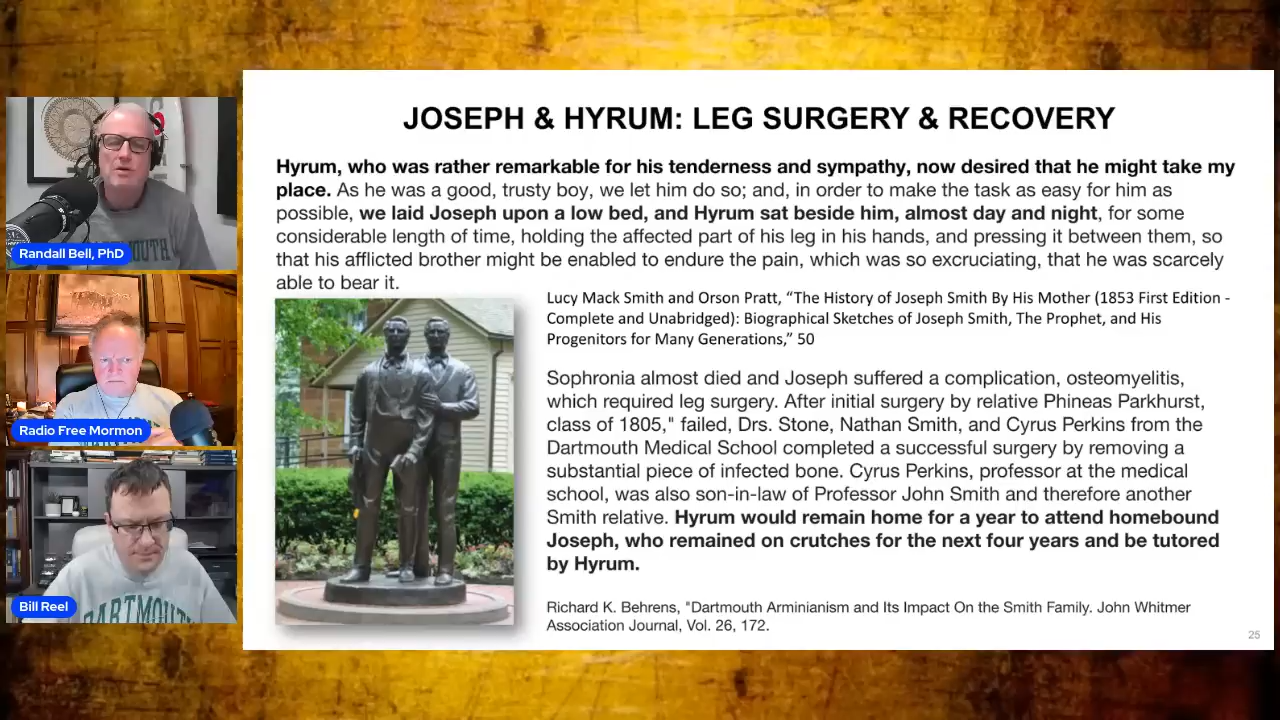 JOSEPH & HYRUM: LEG SURGERY & RECOVERY
Hyrum, who was rather remarkable for his tenderness and sympathy, now desired that he might take my
place. As he was a good, trusty boy, we let him do so; and, in order to make the task as easy for him as
possible, we laid Joseph upon a low bed, and Hyrum sat beside him, almost day and night, for some
considerable length of time, holding the affected part of his leg in his hands, and pressing it between them, so
that his afflicted brother might be enabled to endure the pain, which was so excruciating, that he was scarcely
able to bear it.
Lucy Mack Smith and Orson Pratt, “The History of Joseph Smith By His Mother (1853 First Edition -
Complete and Unabridged): Biographical Sketches of Joseph Smith, The Prophet, and His
Progenitors for Many Generations,” 50
Sophronia almost died and Joseph suffered a complication, osteomyelitis,
which required leg surgery. After initial surgery by relative Phineas Parkhurst,
class of 1805," failed, Drs. Stone, Nathan Smith, and Cyrus Perkins from the
Dartmouth Medical School completed a successful surgery by removing a
substantial piece of infected bone. Cyrus Perkins, professor at the medical
school, was also son-in-law of Professor John Smith and therefore another
Smith relative. Hyrum would remain home for a year to attend homebound
Joseph, who remained on crutches for the next four years and be tutored
by Hyrum.
Richard K. Behrens, "Dartmouth Arminianism and Its Impact On the Smith Family. John Whitmer
Association Journal, Vol. 26, 172.
25
Randall Bell, PhD
Radio Free Mormon
Bill Reel
DARTMOUTH